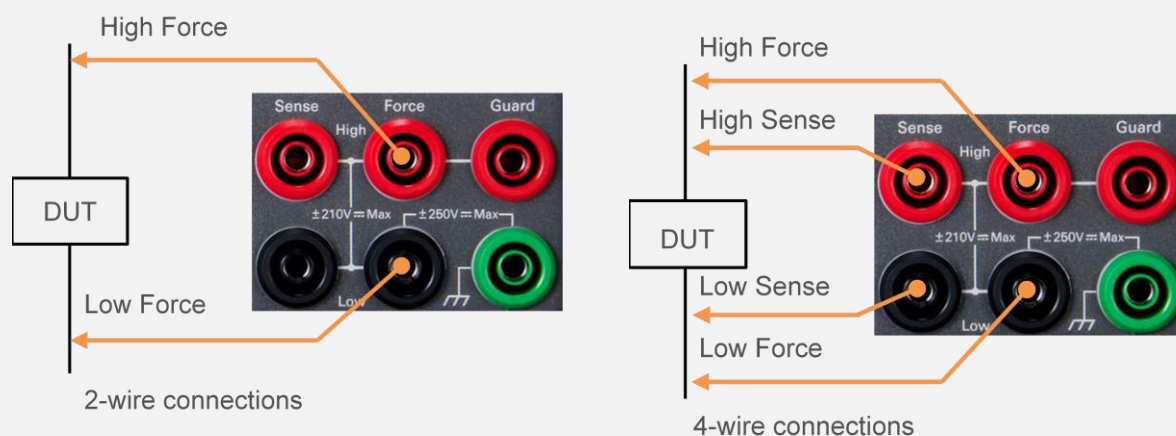 High Force
Sense Force Guard
High
DUT
±210V⎓Max ±250V⎓Max
Low Force
Low
2-wire connections
High Force
High Sense
Sense Force Guard
High
DUT
±210V⎓Max ±250V⎓Max
Low Sense
Low
Low Force
4-wire connections